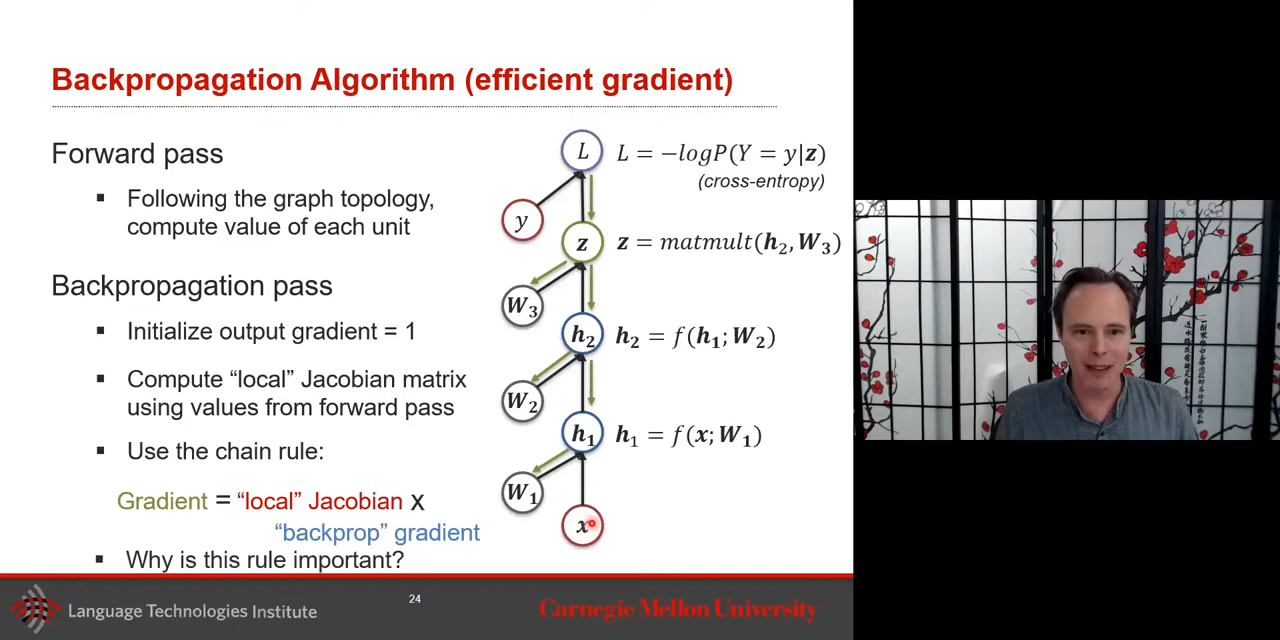 Backpropagation Algorithm (efficient gradient)
Forward pass
▪ Following the graph topology,
compute value of each unit
Backpropagation pass
▪ Initialize output gradient = 1
▪ Compute “local” Jacobian matrix
using values from forward pass
▪ Use the chain rule:
Gradient = “local” Jacobian x
“backprop” gradient
▪ Why is this rule important?
L
L = −logP(Y = y|z)
(cross-entropy)
y
z
z = matmult(h₂, W₃)
W₃
h₂
h₂ = f(h₁; W₂)
W₂
h₁
h₁ = f(x; W₁)
W₁
x
Language Technologies Institute
24
Carnegie Mellon University